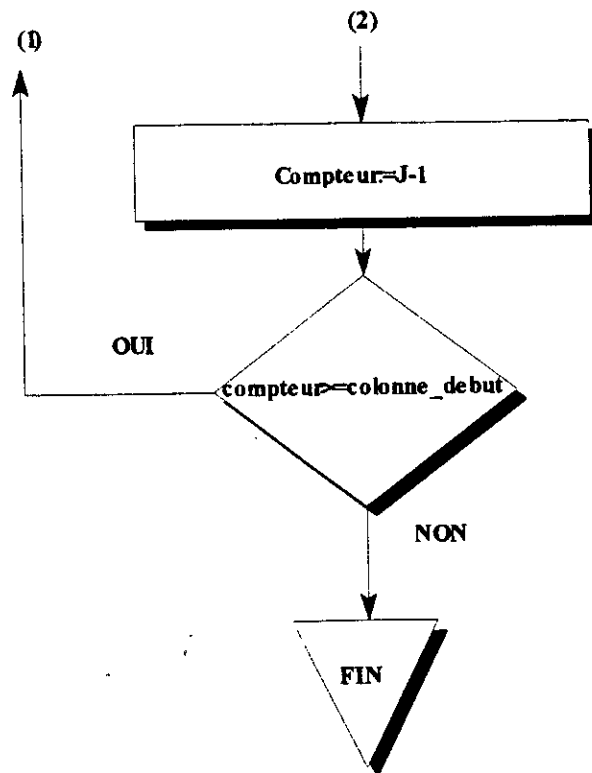 (1)
(2)
Compteur:=J-1
OUI
compteur>=colonne_debut
NON
FIN